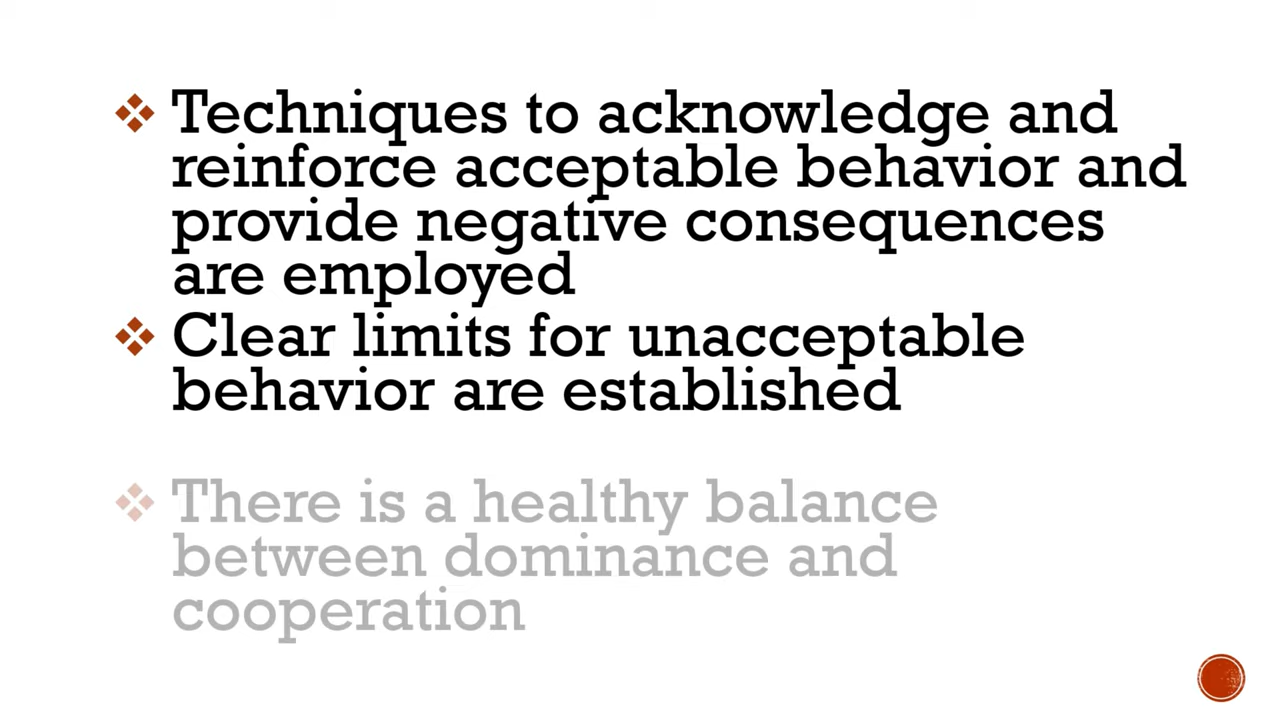 Techniques to acknowledge and
reinforce acceptable behavior and
provide negative consequences
are employed
Clear limits for unacceptable
behavior are established
There is a healthy balance
between dominance and
cooperation